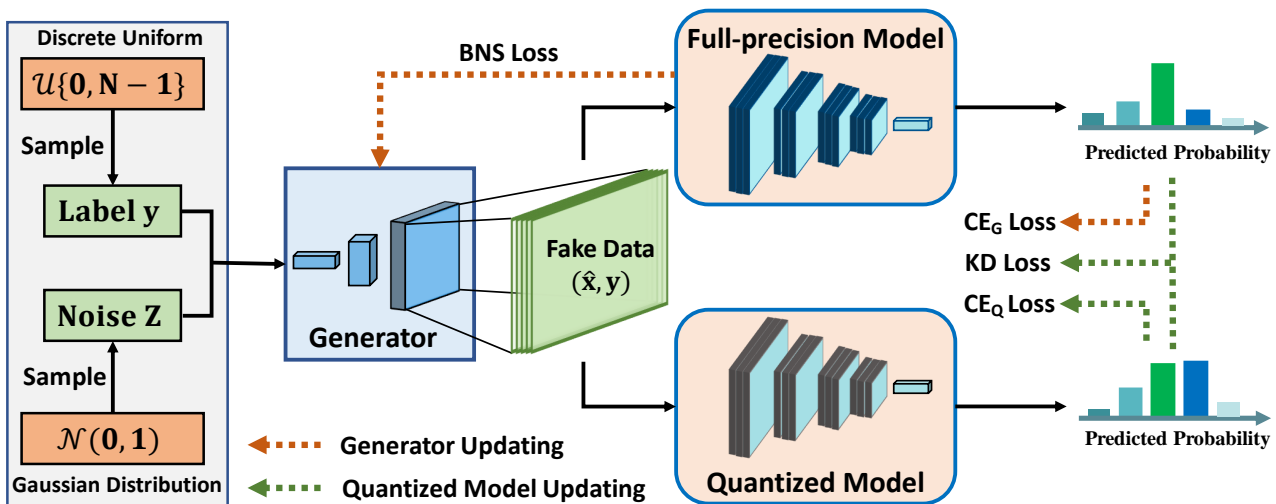 Discrete Uniform
𝒰{0, N − 1}
Sample
Label y
Noise Z
Sample
𝒩(0, 1)
Gaussian Distribution
BNS Loss
Generator
Fake Data
(x̂, y)
Full-precision Model
Quantized Model
Predicted Probability
CE_G Loss
KD Loss
CE_Q Loss
Predicted Probability
Generator Updating
Quantized Model Updating